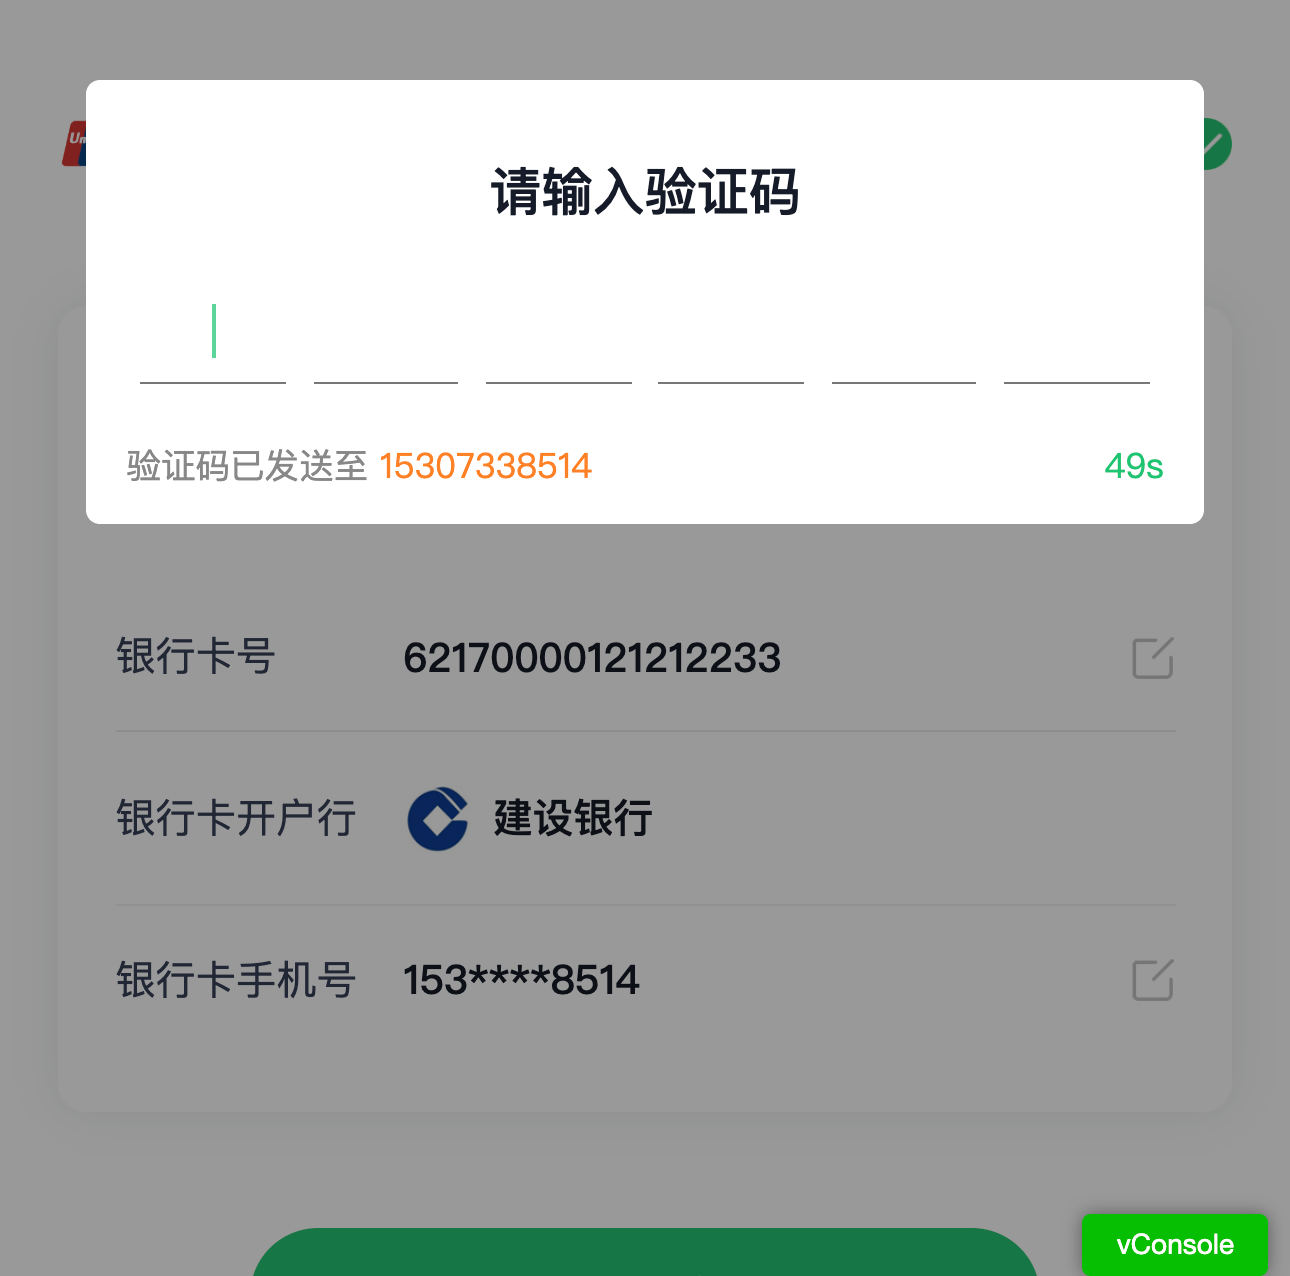 请输入验证码
验证码已发送至 15307338514 49s
银行卡号 62170000121212233
银行卡开户行 建设银行
银行卡手机号 153****8514
vConsole